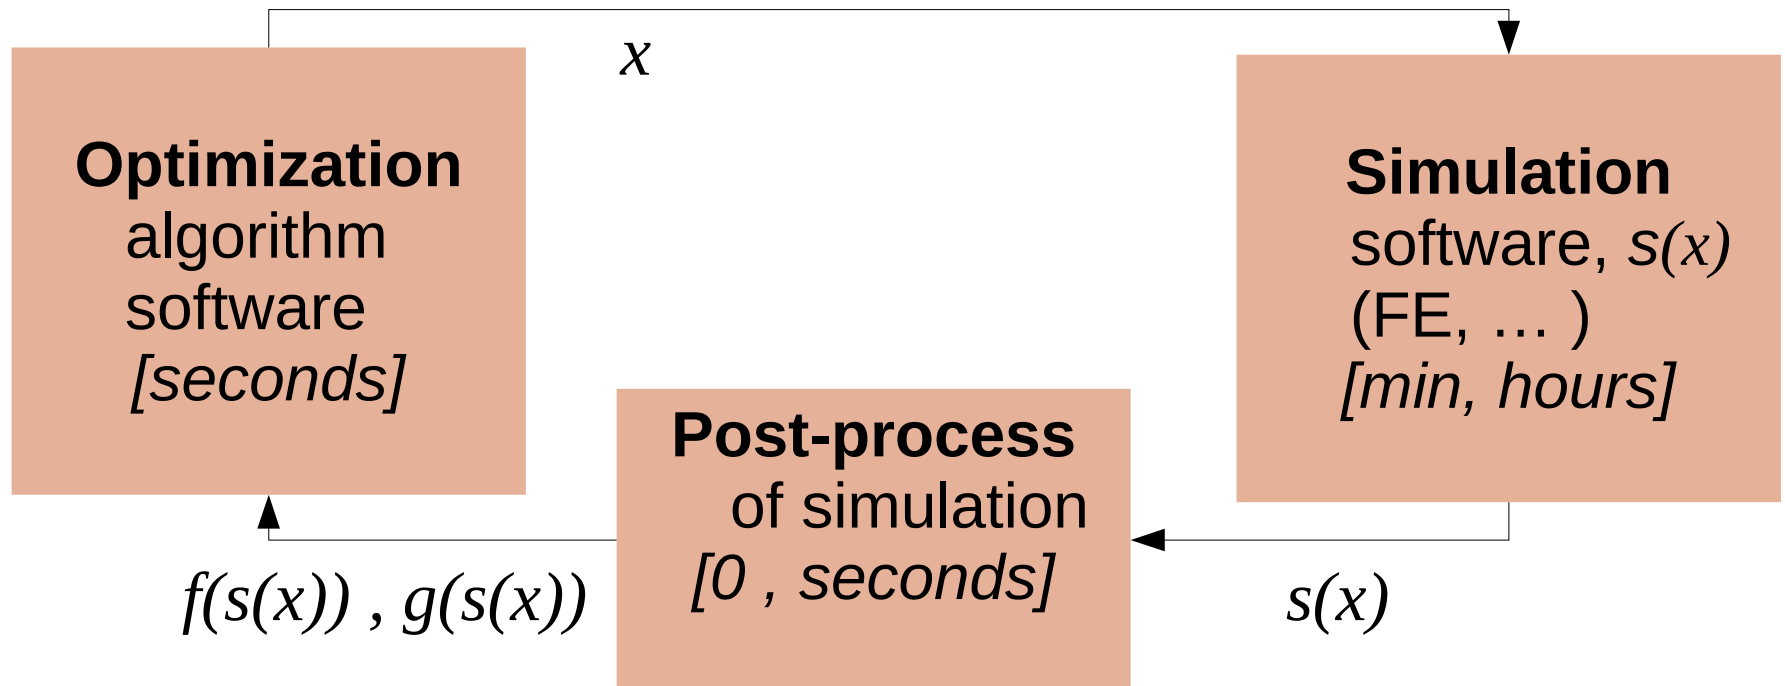 x
Optimization
algorithm
software
[seconds]
Simulation
software, s(x)
(FE, … )
[min, hours]
Post-process
of simulation
[0 , seconds]
f(s(x)) , g(s(x))
s(x)